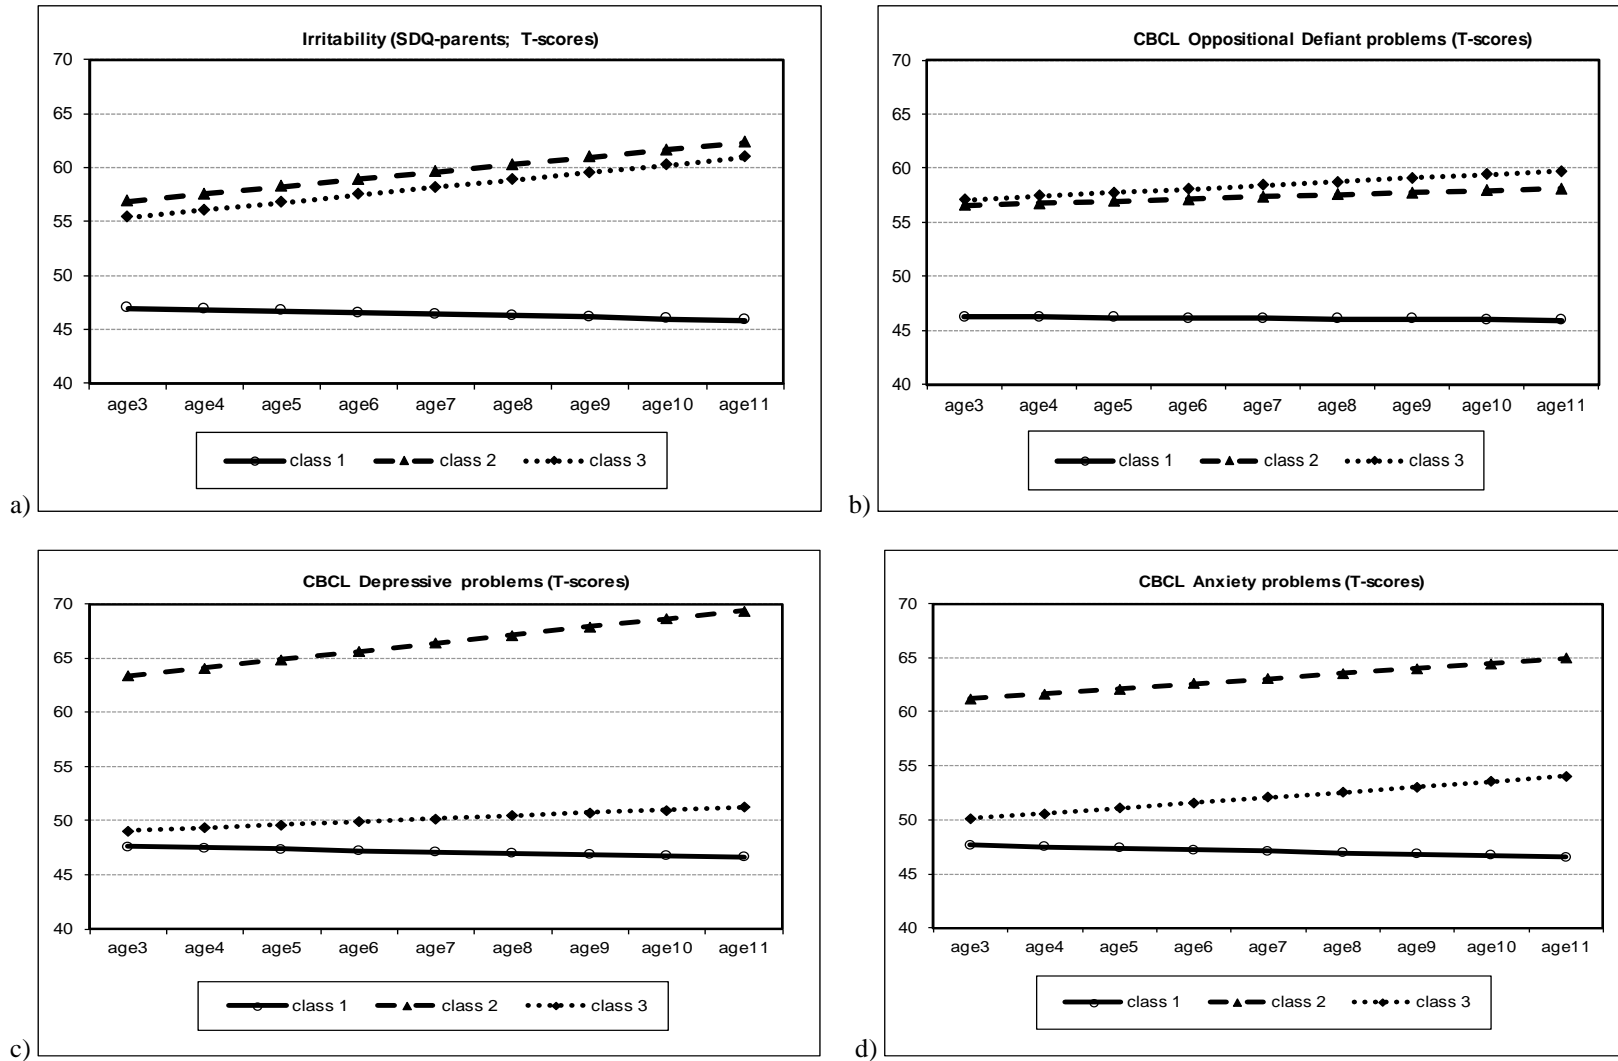 Irritability (SDQ-parents; T-scores)
70
65
60
55
50
45
40
age3 age4 age5 age6 age7 age8 age9 age10 age11
class 1 class 2 class 3
a)
CBCL Oppositional Defiant problems (T-scores)
70
65
60
55
50
45
40
age3 age4 age5 age6 age7 age8 age9 age10 age11
class 1 class 2 class 3
b)
CBCL Depressive problems (T-scores)
70
65
60
55
50
45
40
age3 age4 age5 age6 age7 age8 age9 age10 age11
class 1 class 2 class 3
c)
CBCL Anxiety problems (T-scores)
70
65
60
55
50
45
40
age3 age4 age5 age6 age7 age8 age9 age10 age11
class 1 class 2 class 3
d)